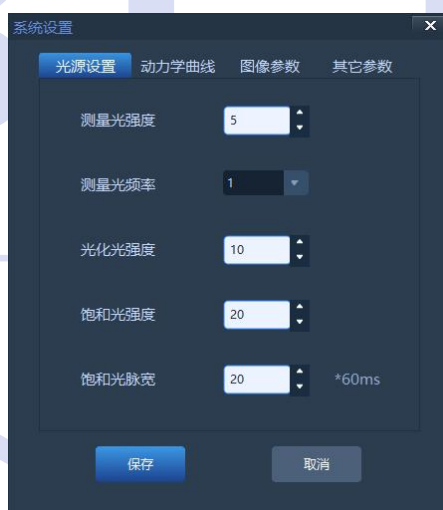 系统设置
光源设置 动力学曲线 图像参数 其它参数
测量光强度 5
测量光频率 1
光化光强度 10
饱和光强度 20
饱和光脉宽 20 *60ms
保存 取消